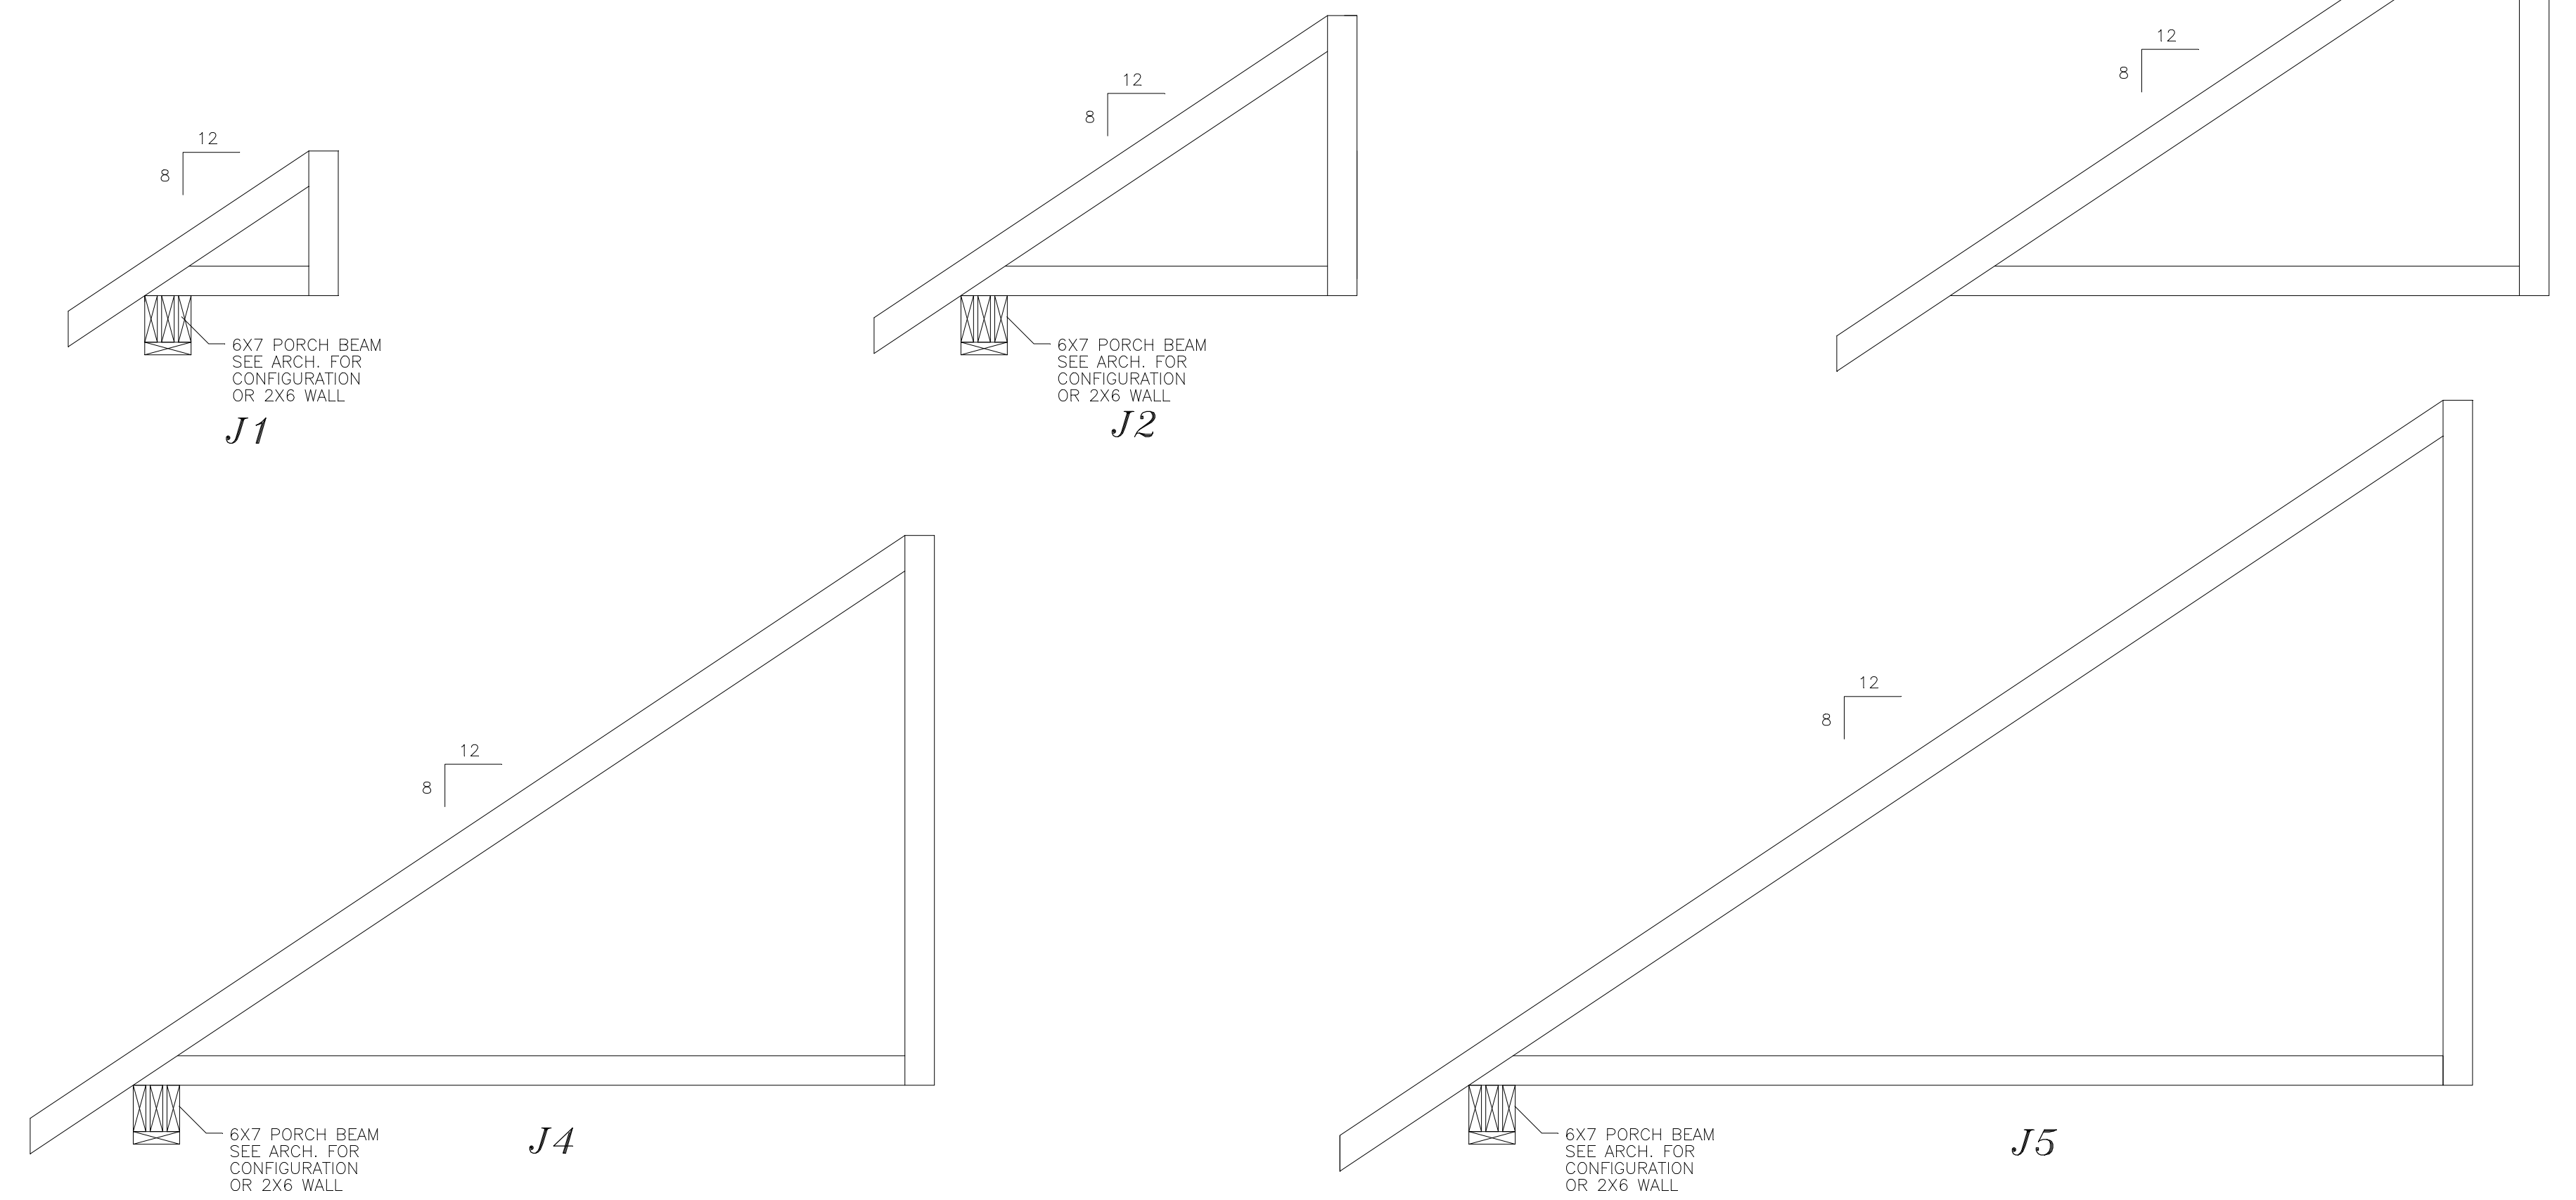 12
8
6X7 PORCH BEAM
SEE ARCH. FOR
CONFIGURATION
OR 2X6 WALL
J1
12
8
6X7 PORCH BEAM
SEE ARCH. FOR
CONFIGURATION
OR 2X6 WALL
J2
12
8
12
8
6X7 PORCH BEAM
SEE ARCH. FOR
CONFIGURATION
OR 2X6 WALL
J4
12
8
6X7 PORCH BEAM
SEE ARCH. FOR
CONFIGURATION
OR 2X6 WALL
J5